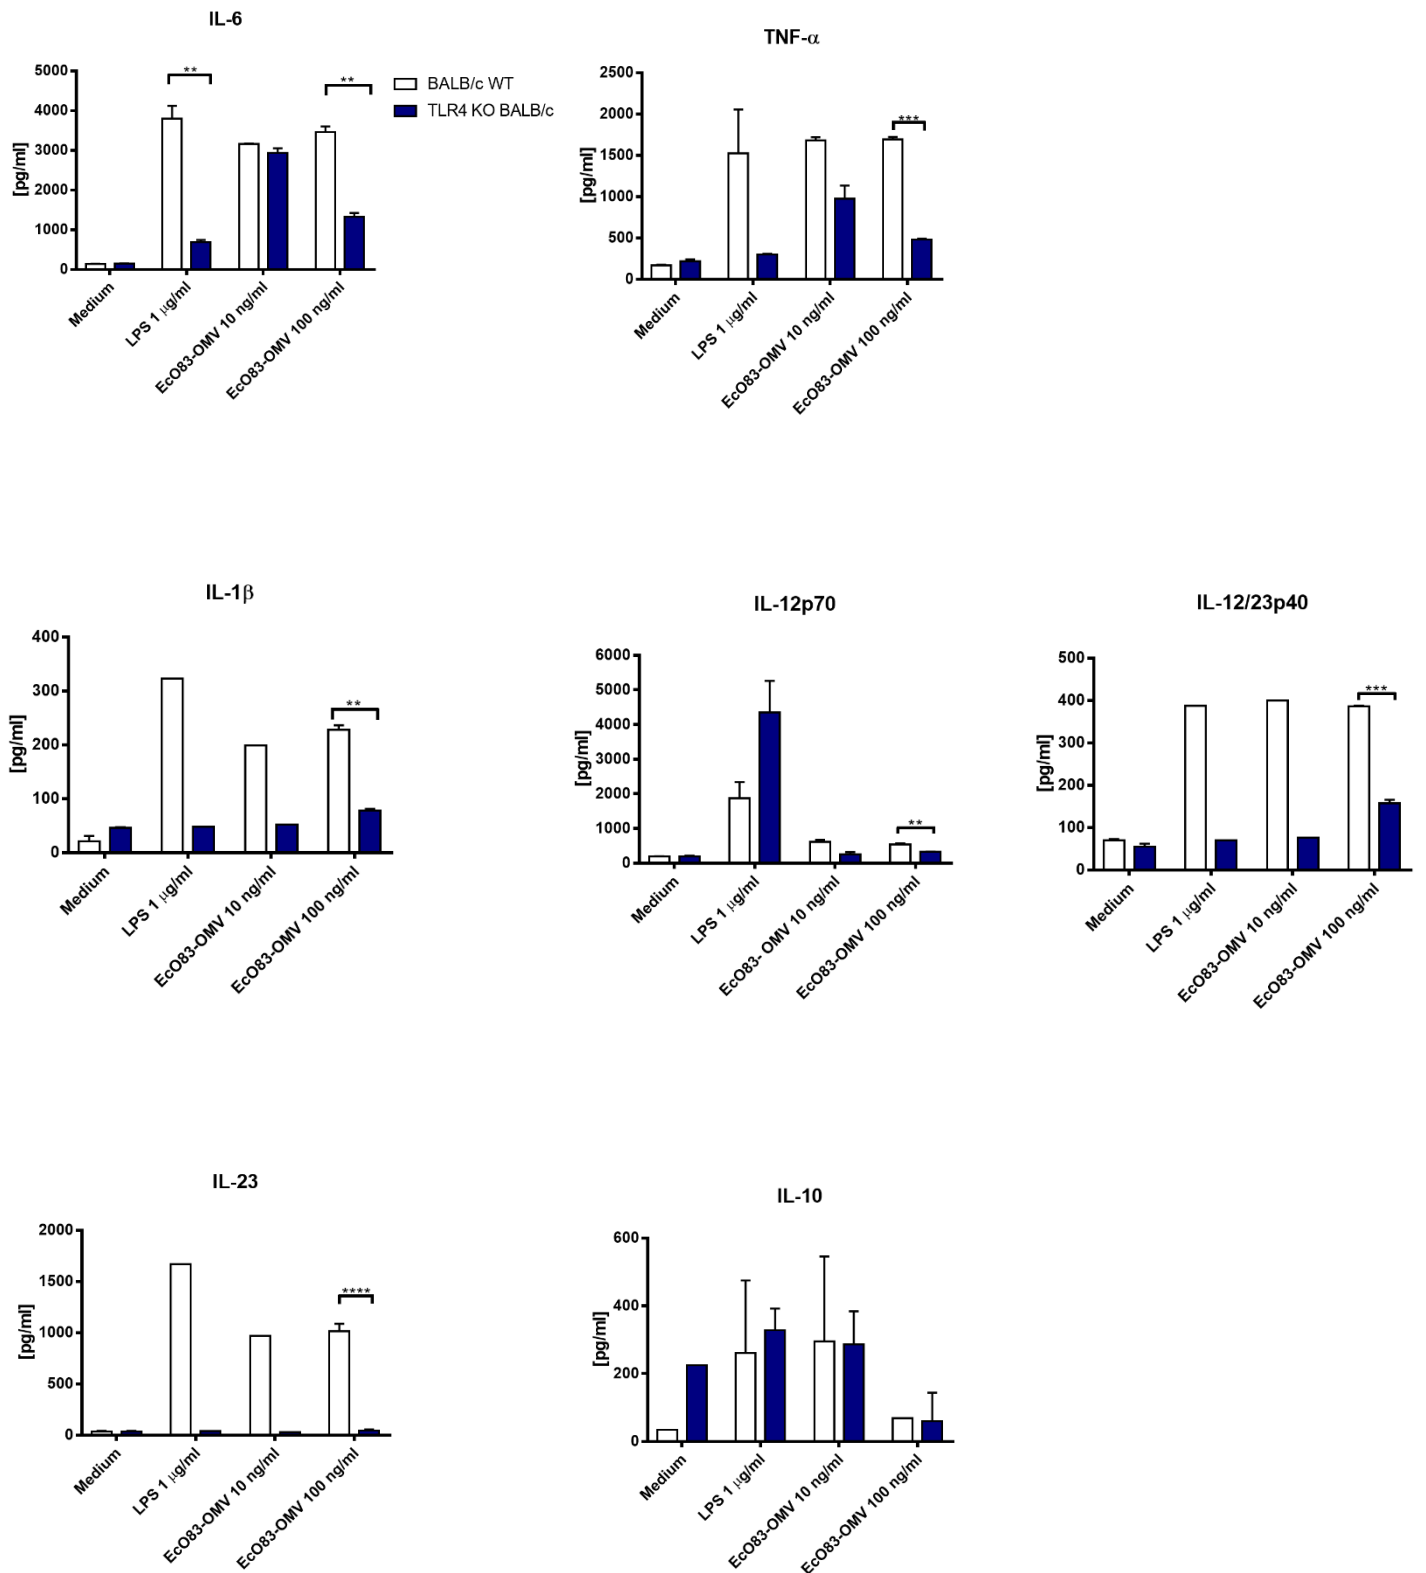 IL-6
5000
4000
3000
2000
1000
0
[pg/ml]
**
**
BALB/c WT
TLR4 KO BALB/c
Medium
LPS 1 μg/ml
EcO83-OMV 10 ng/ml
EcO83-OMV 100 ng/ml
TNF-α
2500
2000
1500
1000
500
0
[pg/ml]
***
Medium
LPS 1 μg/ml
EcO83-OMV 10 ng/ml
EcO83-OMV 100 ng/ml
IL-1β
400
300
200
100
0
[pg/ml]
**
Medium
LPS 1 μg/ml
EcO83-OMV 10 ng/ml
EcO83-OMV 100 ng/ml
IL-12p70
6000
5000
4000
3000
2000
1000
0
[pg/ml]
**
Medium
LPS 1 μg/ml
EcO83- OMV 10 ng/ml
EcO83-OMV 100 ng/ml
IL-12/23p40
500
400
300
200
100
0
[pg/ml]
***
Medium
LPS 1 μg/ml
EcO83-OMV 10 ng/ml
EcO83-OMV 100 ng/ml
IL-23
2000
1500
1000
500
0
[pg/ml]
****
Medium
LPS 1 μg/ml
EcO83-OMV 10 ng/ml
EcO83-OMV 100 ng/ml
IL-10
600
400
200
0
[pg/ml]
Medium
LPS 1 μg/ml
EcO83-OMV 10 ng/ml
EcO83-OMV 100 ng/ml